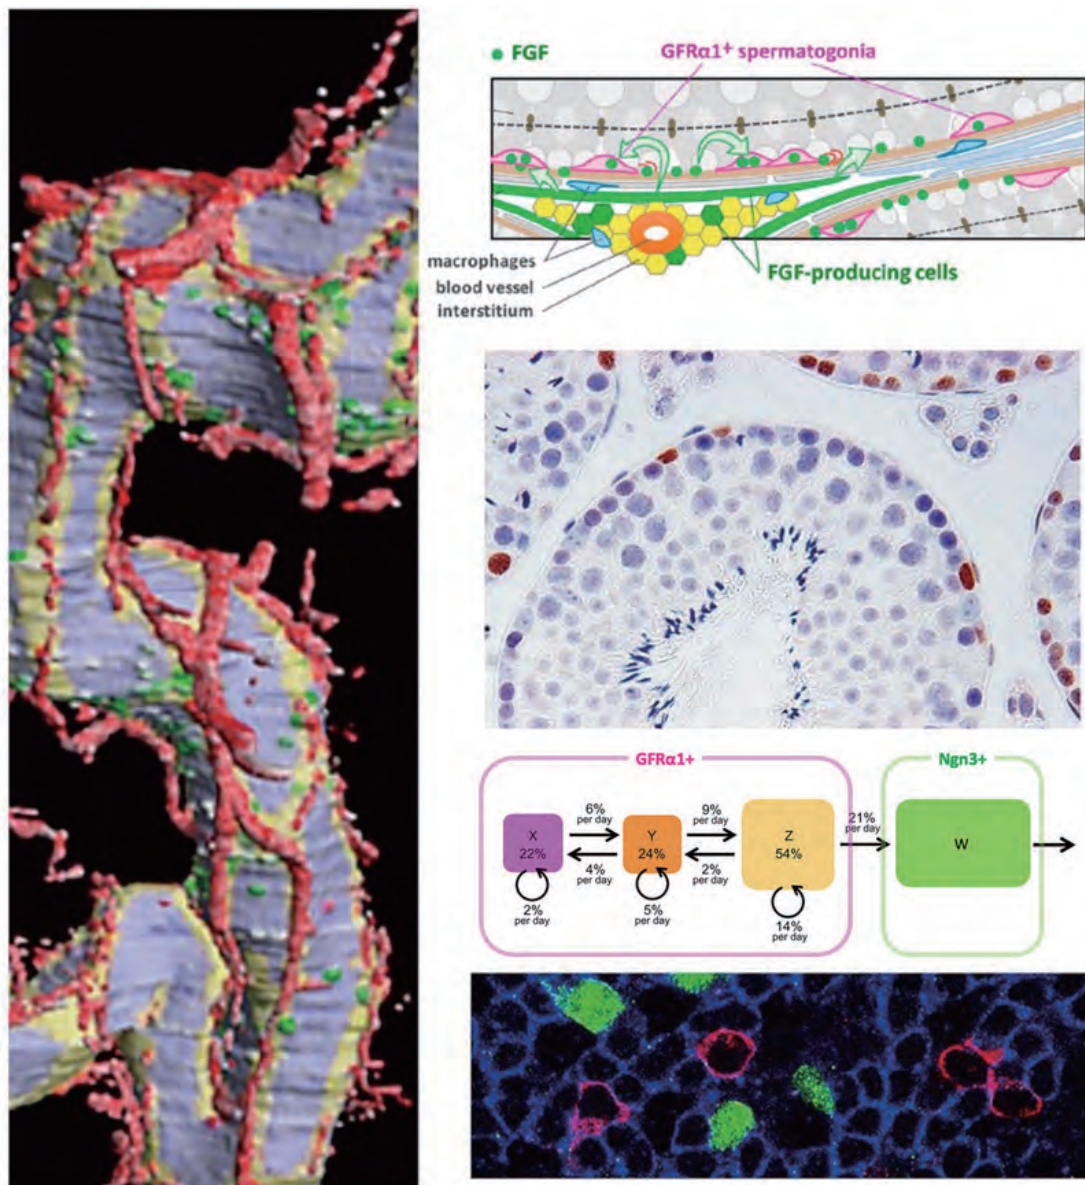 FGF
GFRα1+ spermatogonia
macrophages
blood vessel
interstitium
FGF-producing cells
GFRα1+
Ngn3+
6%
per day
9%
per day
21%
per day
X
22%
Y
24%
Z
54%
W
4%
per day
2%
per day
2%
per day
5%
per day
14%
per day